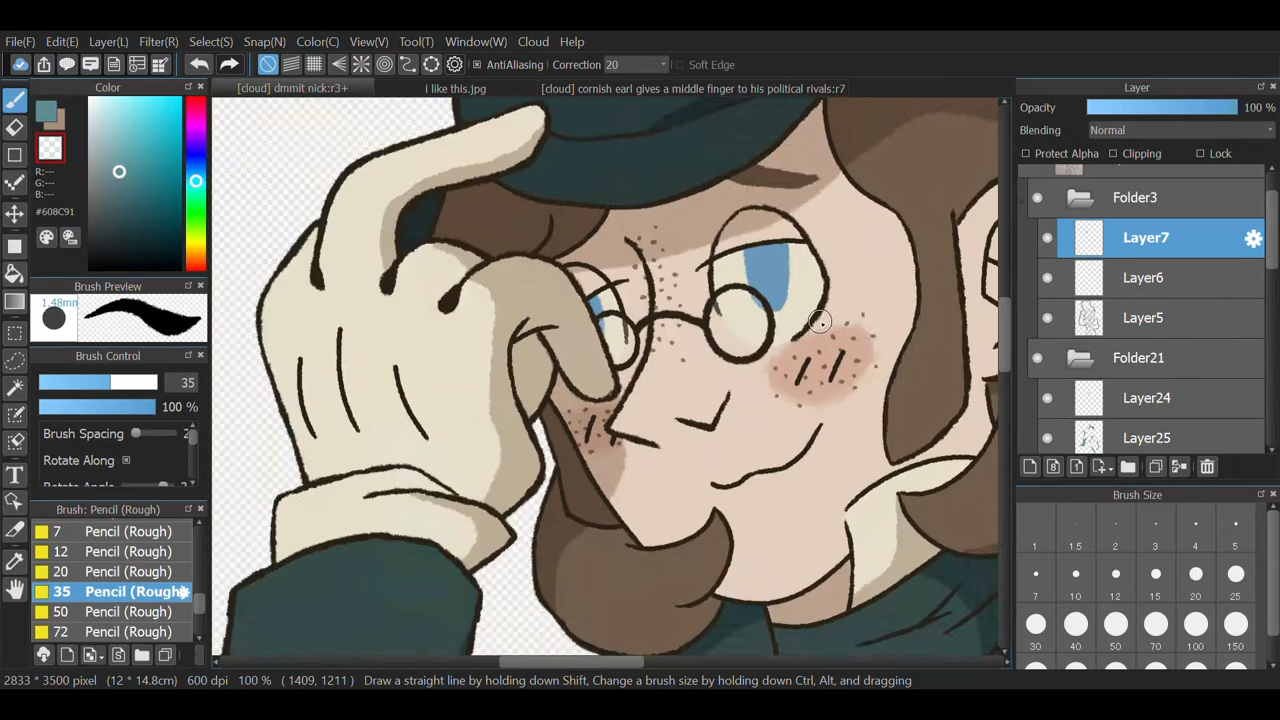 File(F) Edit(E) Layer(L) Filter(R) Select(S) Snap(N) Color(C) View(V) Tool(T) Window(W) Cloud Help
AntiAliasing Correction 20 Soft Edge
Color
[cloud] dmmit nick:r3+ i like this.jpg [cloud] cornish earl gives a middle finger to his political rivals:r7
Layer
R:---
G:---
B:---
#608C91
Opacity 100 %
Blending Normal
Protect Alpha Clipping Lock
Folder3
Layer7
Layer6
Layer5
Folder21
Layer24
Layer25
Brush Preview
1.48mm
Brush Control
35
100 %
Brush Spacing 2
Rotate Along
Rotate Angle
Brush: Pencil (Rough)
7 Pencil (Rough)
12 Pencil (Rough)
20 Pencil (Rough)
35 Pencil (Rough)
50 Pencil (Rough)
72 Pencil (Rough)
Brush Size
1 1.5 2 3 4 5
7 10 12 15 20 25
30 40 50 70 100 150
2833 * 3500 pixel (12 * 14.8cm) 600 dpi 100 % ( 1409, 1211 ) Draw a straight line by holding down Shift, Change a brush size by holding down Ctrl, Alt, and dragging